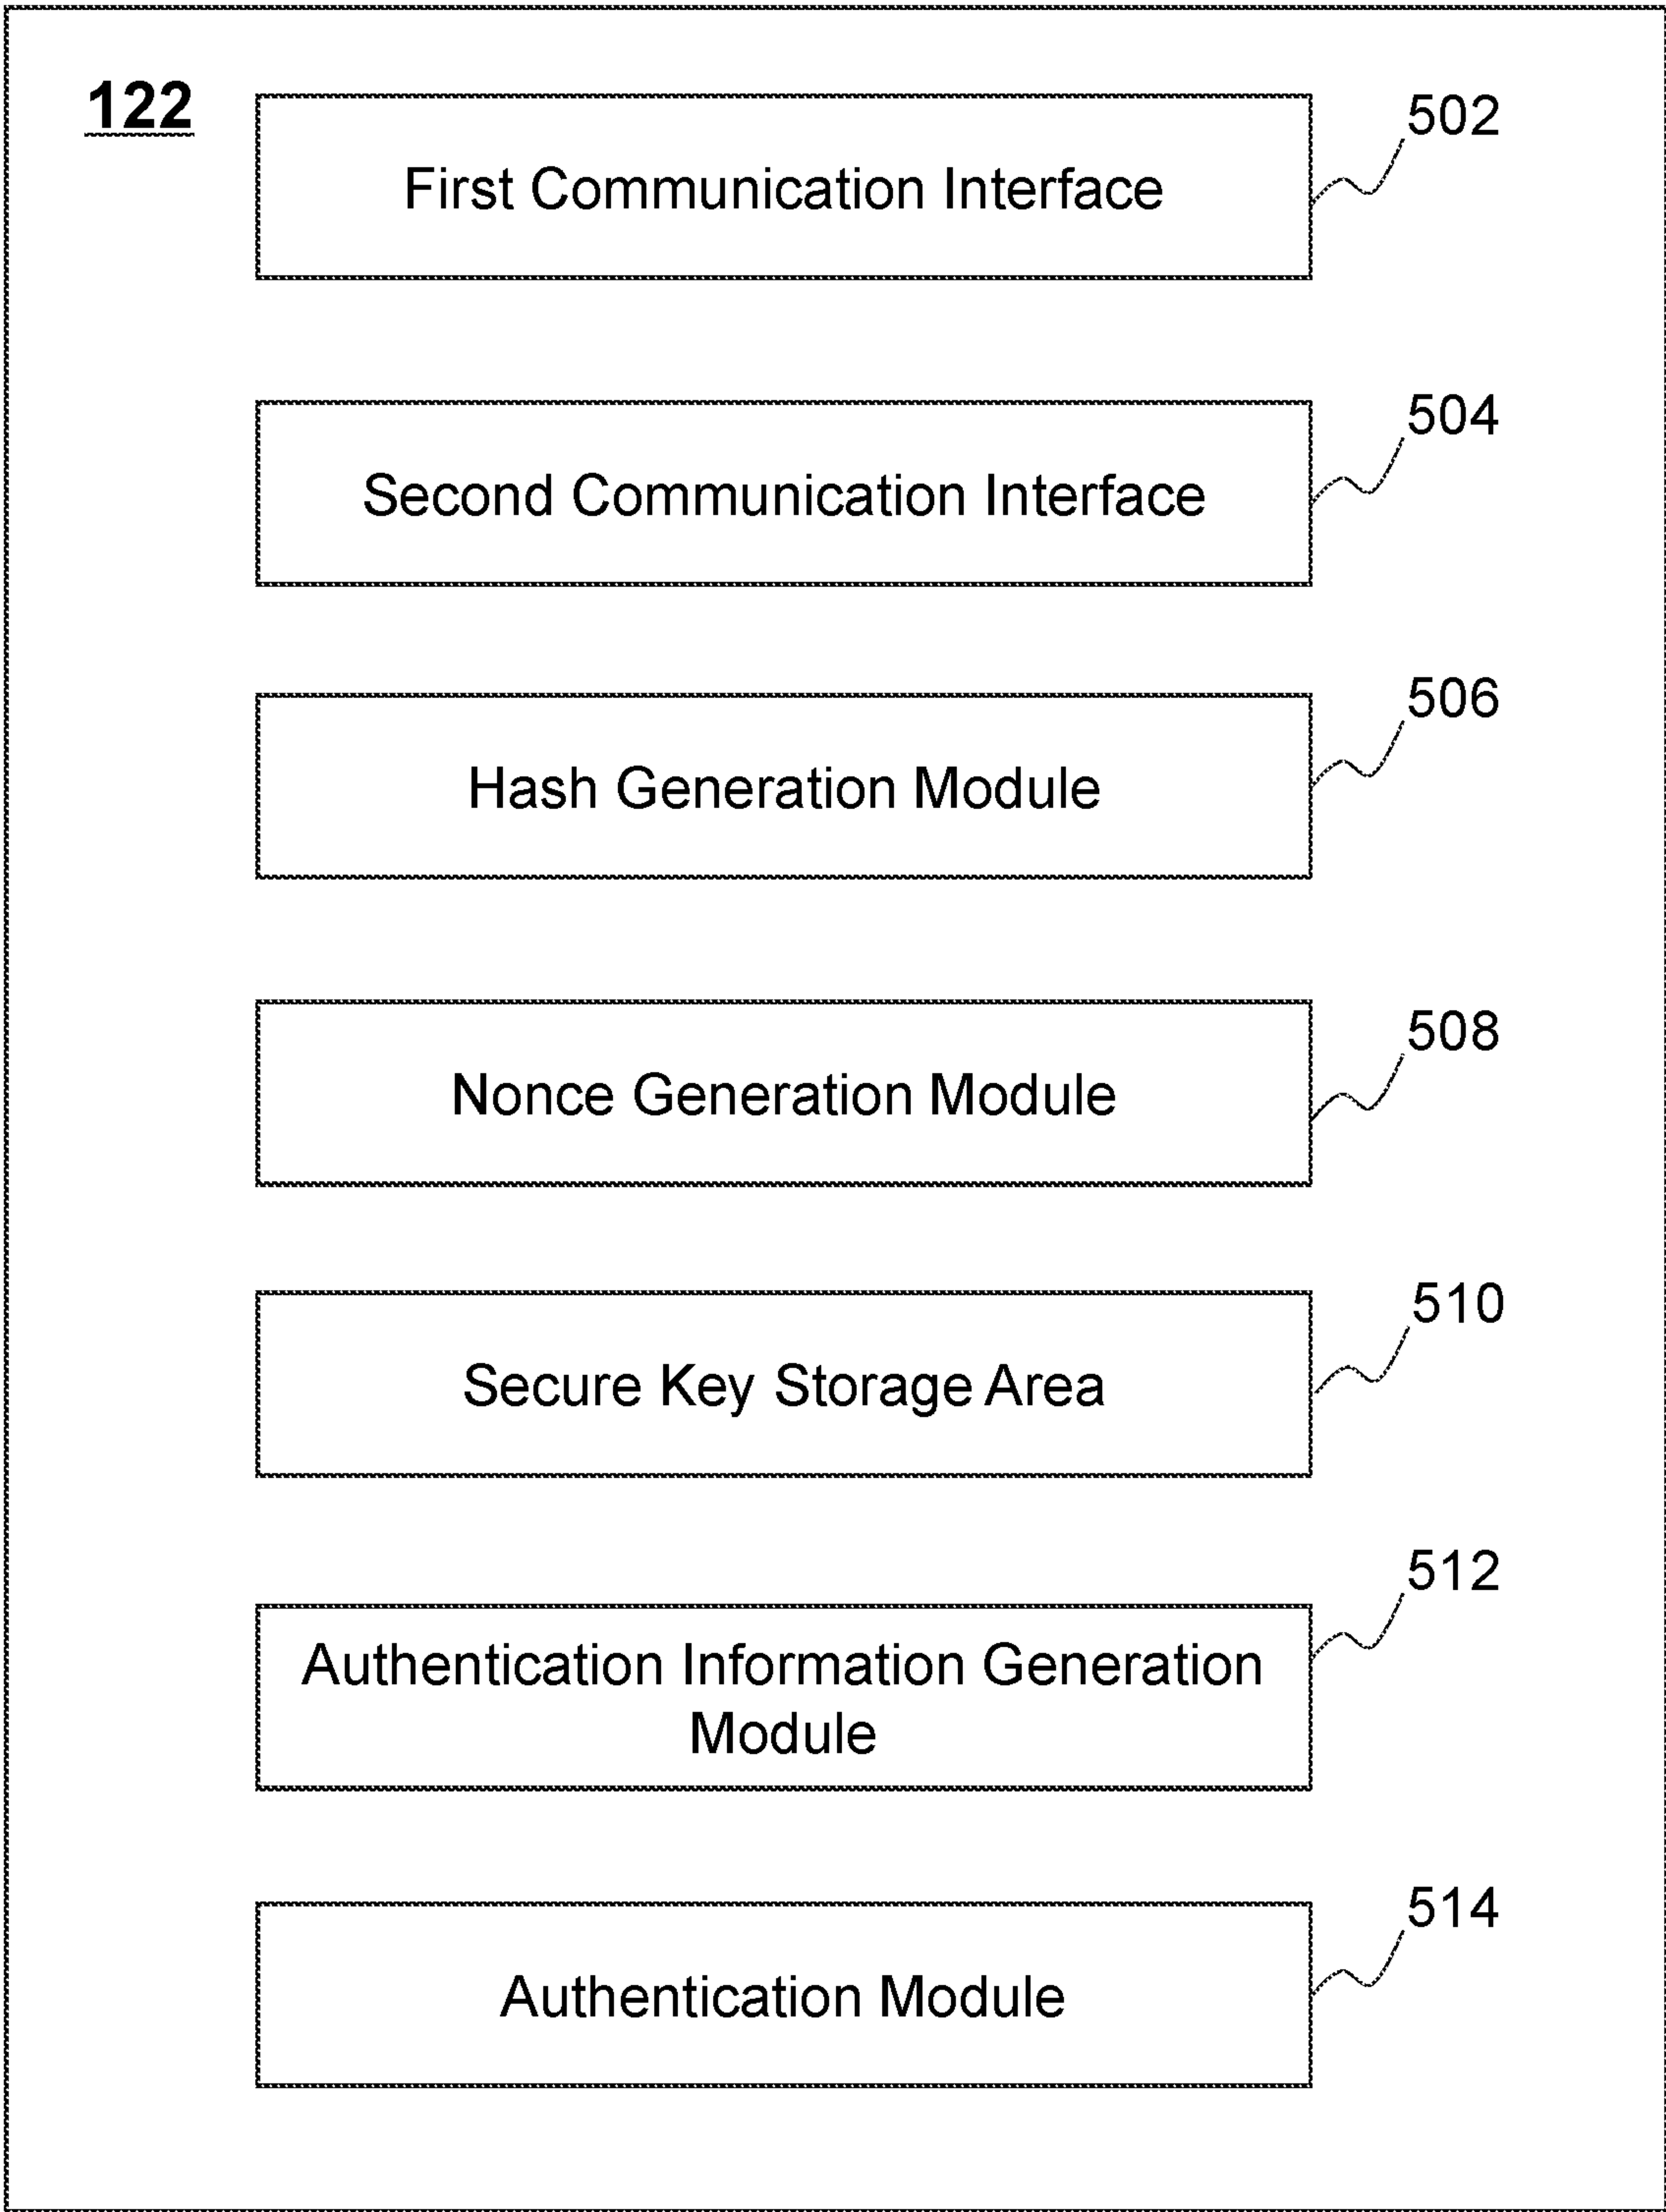 122
502
First Communication Interface
504
Second Communication Interface
506
Hash Generation Module
508
Nonce Generation Module
510
Secure Key Storage Area
512
Authentication Information Generation
Module
514
Authentication Module